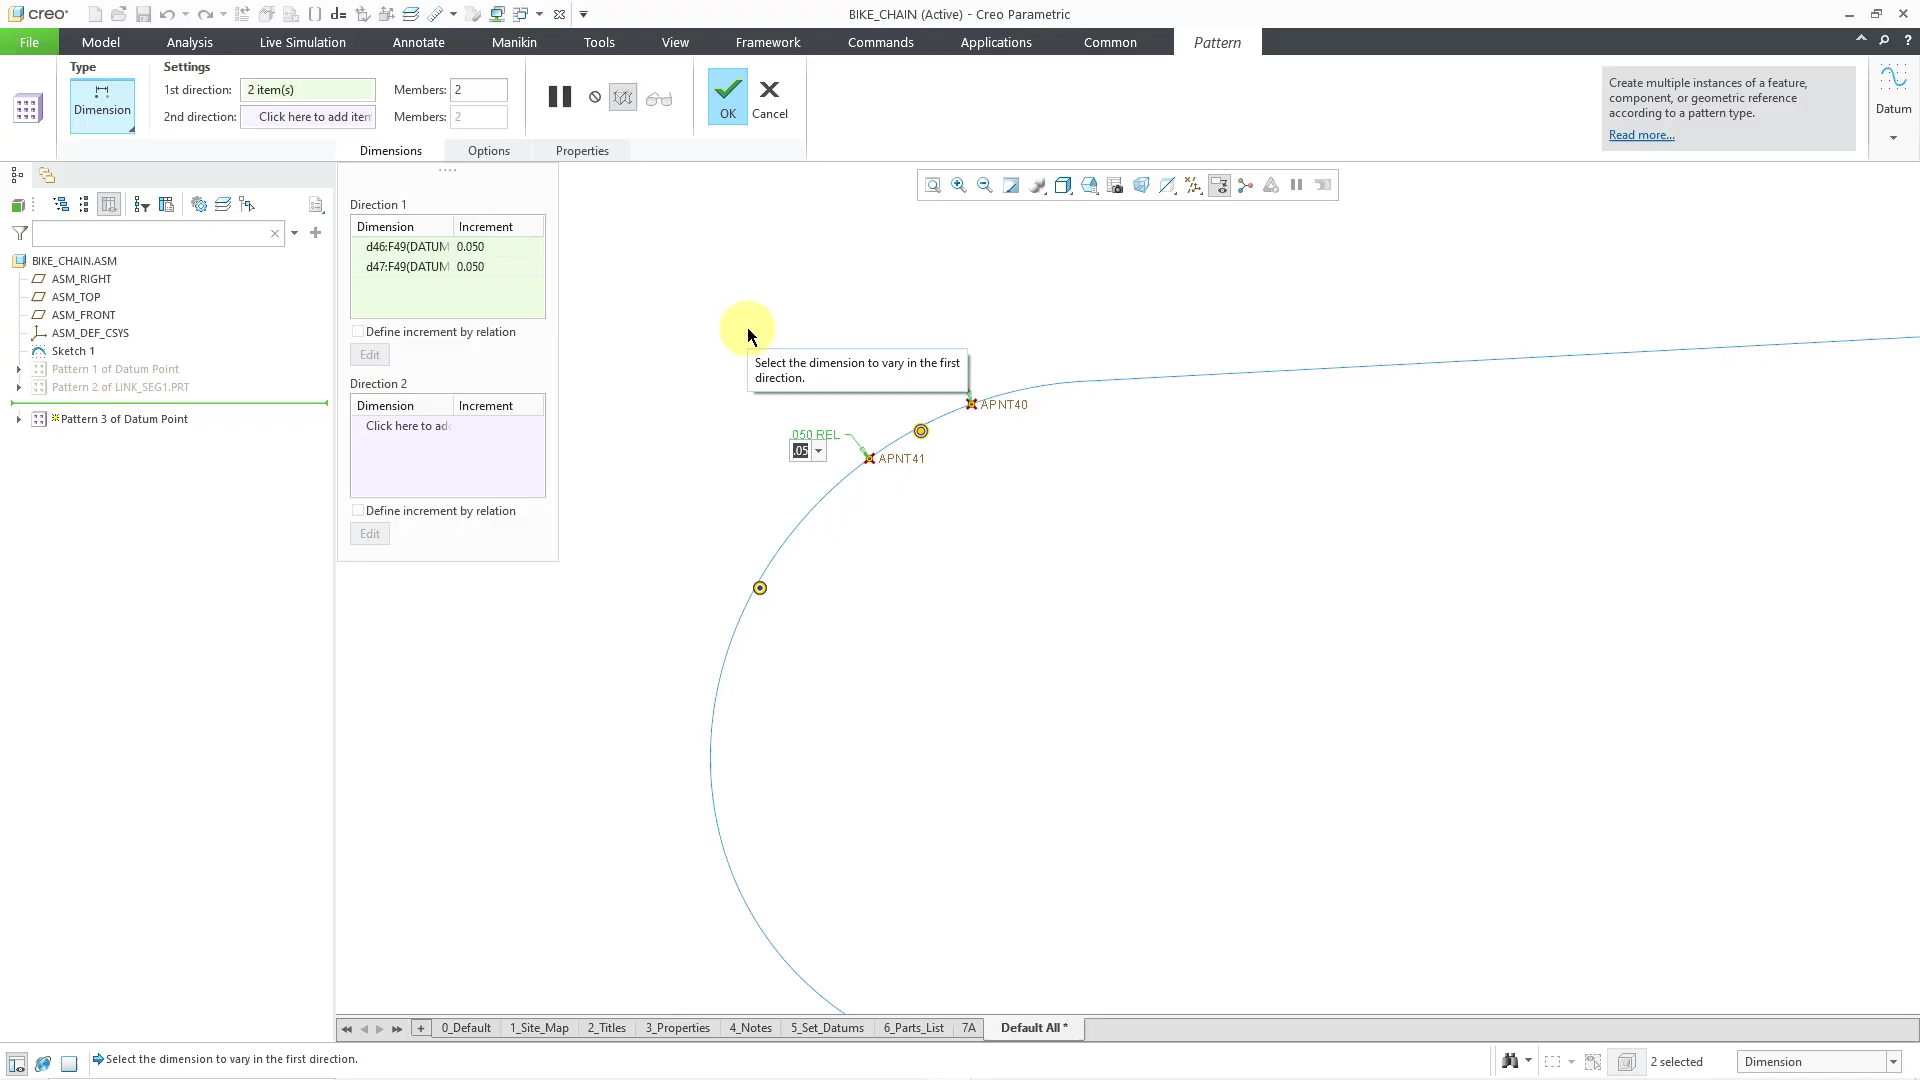 creo
BIKE_CHAIN (Active) - Creo Parametric
File
Model
Analysis
Live Simulation
Annotate
Manikin
Tools
View
Framework
Commands
Applications
Common
Pattern
Type
Dimension
Settings
1st direction: 2 item(s) Members: 2
2nd direction: Click here to add iten Members: 2
OK
Cancel
Dimensions
Options
Properties
Create multiple instances of a feature,
component, or geometric reference
according to a pattern type.
Read more...
Datum
BIKE_CHAIN.ASM
ASM_RIGHT
ASM_TOP
ASM_FRONT
ASM_DEF_CSYS
Sketch 1
Pattern 1 of Datum Point
Pattern 2 of LINK_SEG1.PRT
Pattern 3 of Datum Point
Direction 1
Dimension Increment
d46:F49(DATUM 0.050
d47:F49(DATUM 0.050
Define increment by relation
Edit
Direction 2
Dimension Increment
Click here to add
Define increment by relation
Edit
Select the dimension to vary in the first
direction.
APNT40
.050 REL
.05
APNT41
0_Default
1_Site_Map
2_Titles
3_Properties
4_Notes
5_Set_Datums
6_Parts_List
7A
Default All *
Select the dimension to vary in the first direction.
2 selected
Dimension